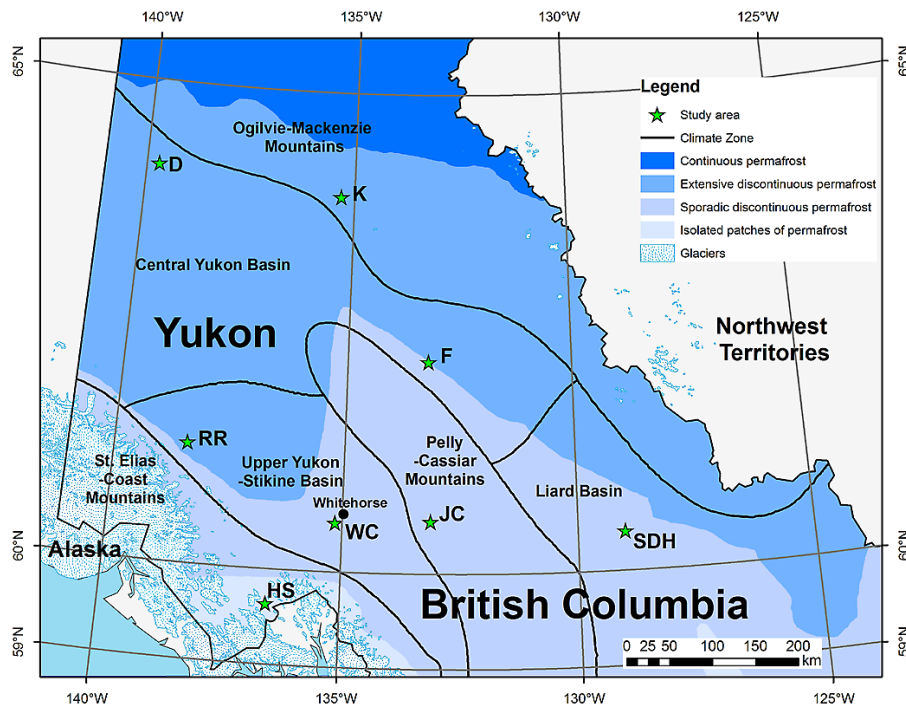 140°W
135°W
130°W
125°W
65°N
65°N
Legend
Study area
Climate Zone
Continuous permafrost
Extensive discontinuous permafrost
Sporadic discontinuous permafrost
Isolated patches of permafrost
Glaciers
Ogilvie-Mackenzie
Mountains
D
K
Central Yukon Basin
Yukon
Northwest
Territories
F
RR
St. Elias
-Coast
Mountains
Upper Yukon
-Stikine Basin
Pelly
-Cassiar
Mountains
Liard Basin
Whitehorse
WC
JC
SDH
60°N
60°N
Alaska
HS
British Columbia
59°N
59°N
0 25 50 100 150 200
km
140°W
135°W
130°W
125°W